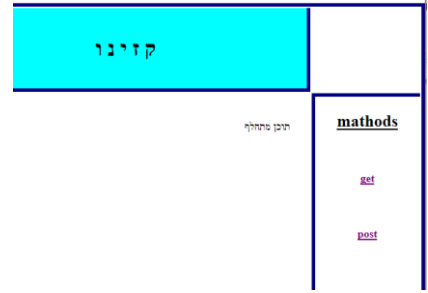 קזינו
mathods
תוכן מתחלף
get
post